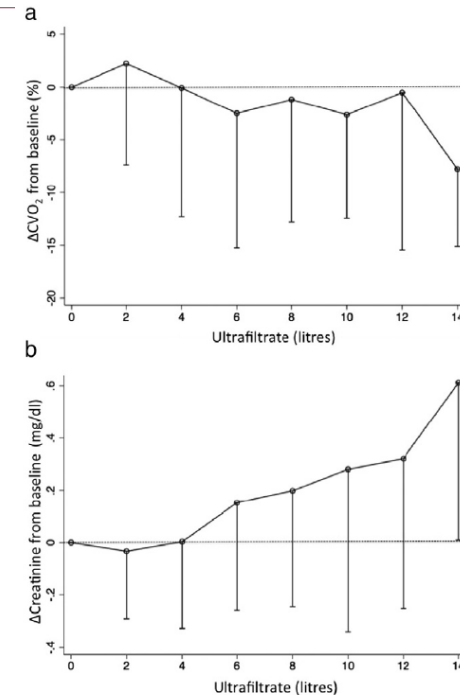 a
ΔCVO₂ from baseline (%)
5
0
-5
-10
-15
-20
0 2 4 6 8 10 12 14
Ultrafiltrate (litres)
b
ΔCreatinine from baseline (mg/dl)
.6
.4
.2
0
-.2
-.4
0 2 4 6 8 10 12 14
Ultrafiltrate (litres)